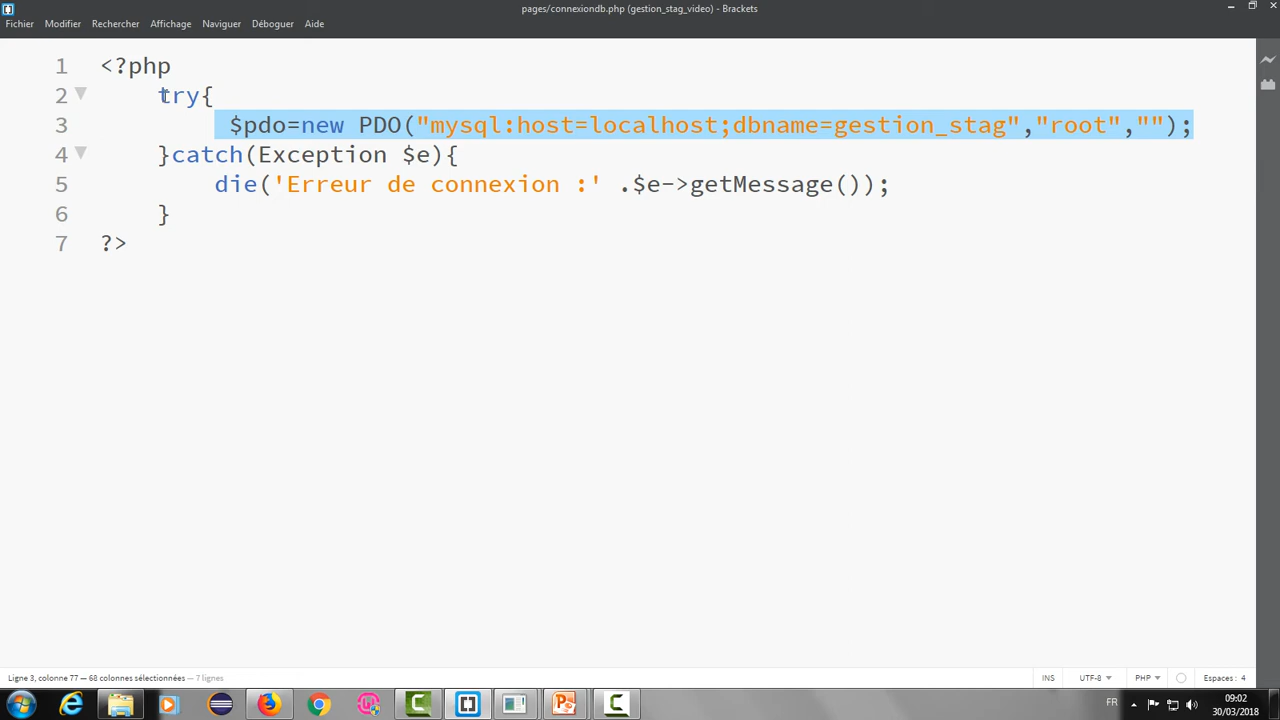 pages/connexiondb.php (gestion_stag_video) - Brackets
Fichier Modifier Rechercher Affichage Naviguer Déboguer Aide
1 <?php
2 try{
3 $pdo=new PDO("mysql:host=localhost;dbname=gestion_stag","root","");
4 }catch(Exception $e){
5 die('Erreur de connexion :' .$e->getMessage());
6 }
7 ?>
Ligne 3, colonne 77 — 68 colonnes sélectionnées — 7 lignes
INS UTF-8 PHP Espaces : 4
FR
09:02
30/03/2018